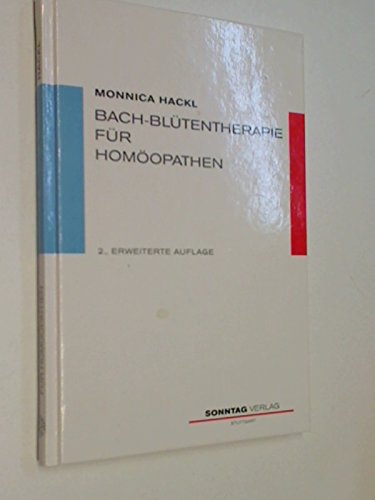 MONNICA HACKL
BACH-BLÜTENTHERAPIE
FÜR
HOMÖOPATHEN
2., ERWEITERTE AUFLAGE
SONNTAG VERLAG
STUTTGART